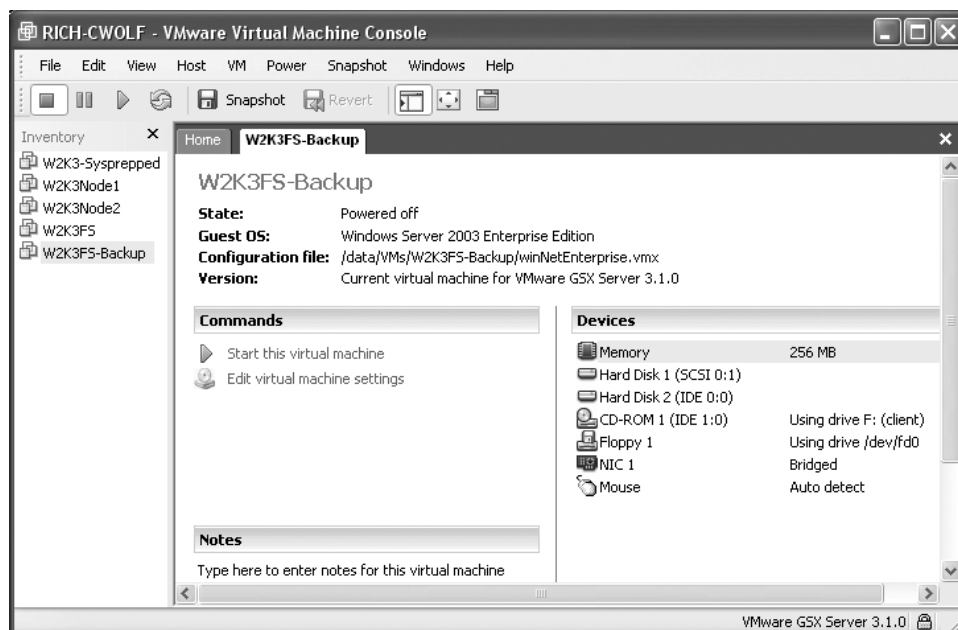 RICH-CWOLF - VMware Virtual Machine Console
File Edit View Host VM Power Snapshot Windows Help
Snapshot Revert
Inventory
W2K3-Sysprepped
W2K3Node1
W2K3Node2
W2K3FS
W2K3FS-Backup
Home W2K3FS-Backup
W2K3FS-Backup
State: Powered off
Guest OS: Windows Server 2003 Enterprise Edition
Configuration file: /data/VMs/W2K3FS-Backup/winNetEnterprise.vmx
Version: Current virtual machine for VMware GSX Server 3.1.0
Commands
Start this virtual machine
Edit virtual machine settings
Devices
Memory 256 MB
Hard Disk 1 (SCSI 0:1)
Hard Disk 2 (IDE 0:0)
CD-ROM 1 (IDE 1:0) Using drive F: (client)
Floppy 1 Using drive /dev/fd0
NIC 1 Bridged
Mouse Auto detect
Notes
Type here to enter notes for this virtual machine
VMware GSX Server 3.1.0